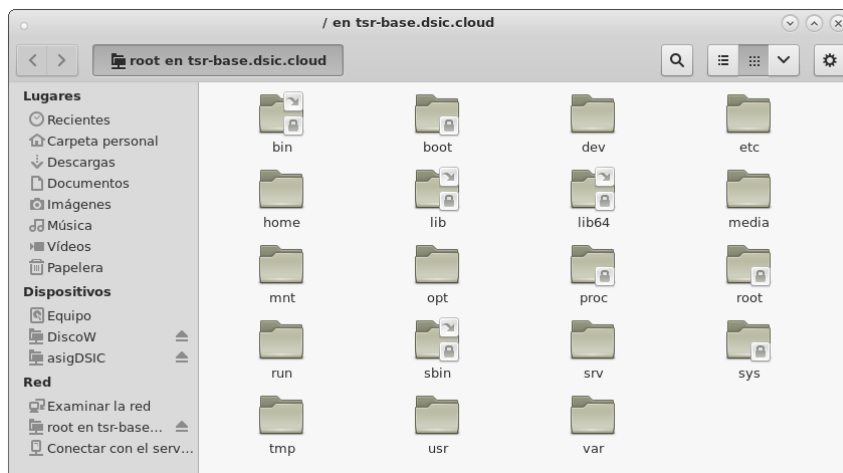 / en tsr-base.dsic.cloud
root en tsr-base.dsic.cloud
Lugares
Recientes
Carpeta personal
Descargas
Documentos
Imágenes
Música
Vídeos
Papelera
Dispositivos
Equipo
DiscoW
asigDSIC
Red
Examinar la red
root en tsr-base...
Conectar con el serv...
bin boot dev etc
home lib lib64 media
mnt opt proc root
run sbin srv sys
tmp usr var